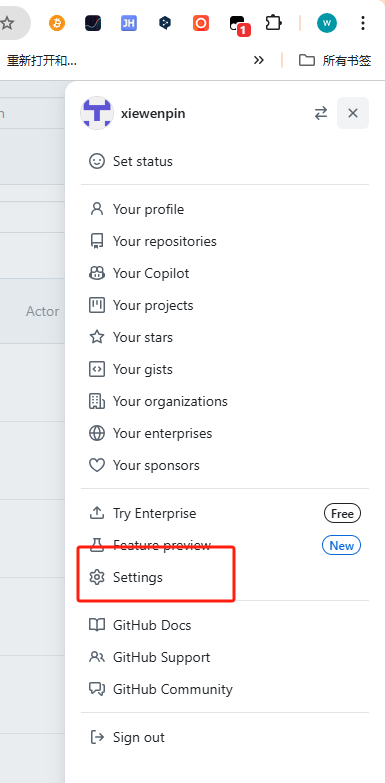 JH
1
W
重新打开和...
»
所有书签
n
xiewenpin
Set status
Your profile
Your repositories
Your Copilot
Actor
Your projects
Your stars
Your gists
Your organizations
Your enterprises
Your sponsors
Try Enterprise Free
Feature preview New
Settings
GitHub Docs
GitHub Support
GitHub Community
Sign out